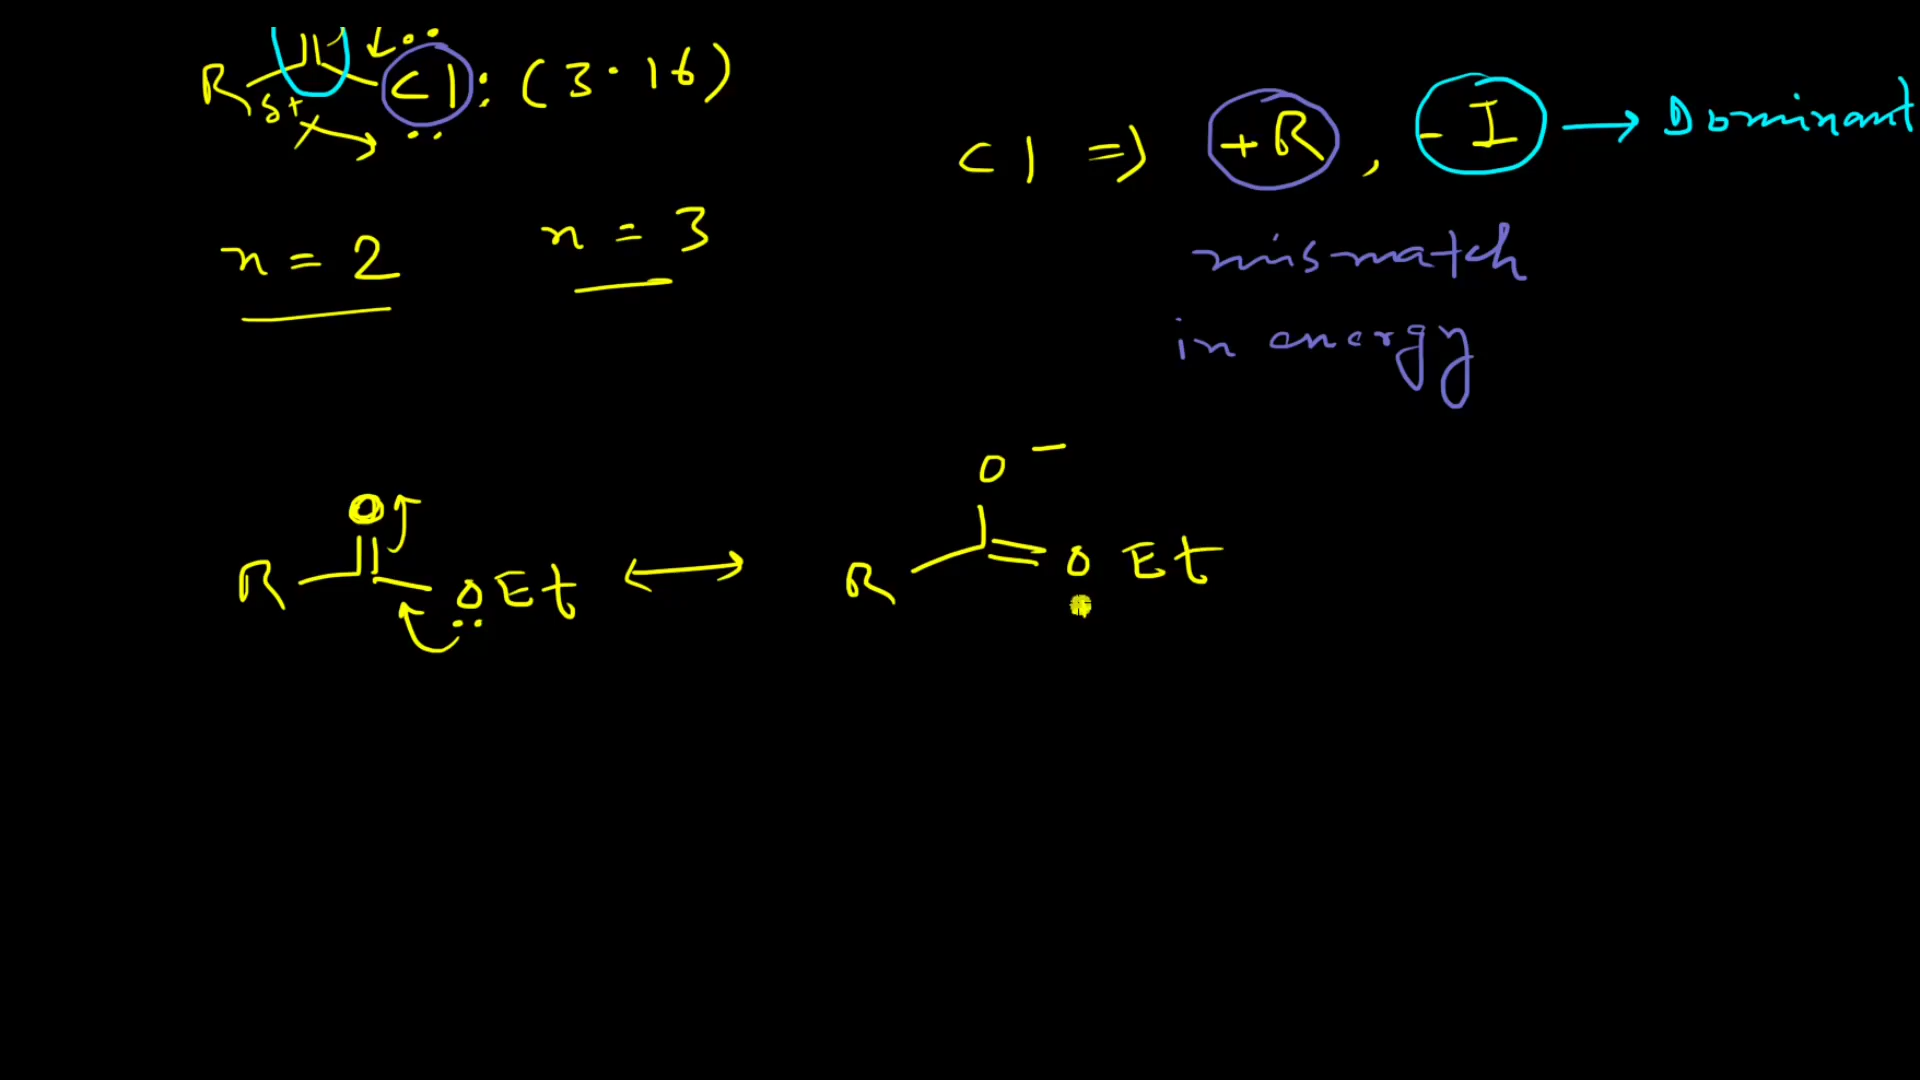 R Cl: (3.16)
δ+
Cl ⇒ +R, -I → Dominant
n = 2 n = 3
mismatch
in energy
O O -
R OEt ↔ R O Et